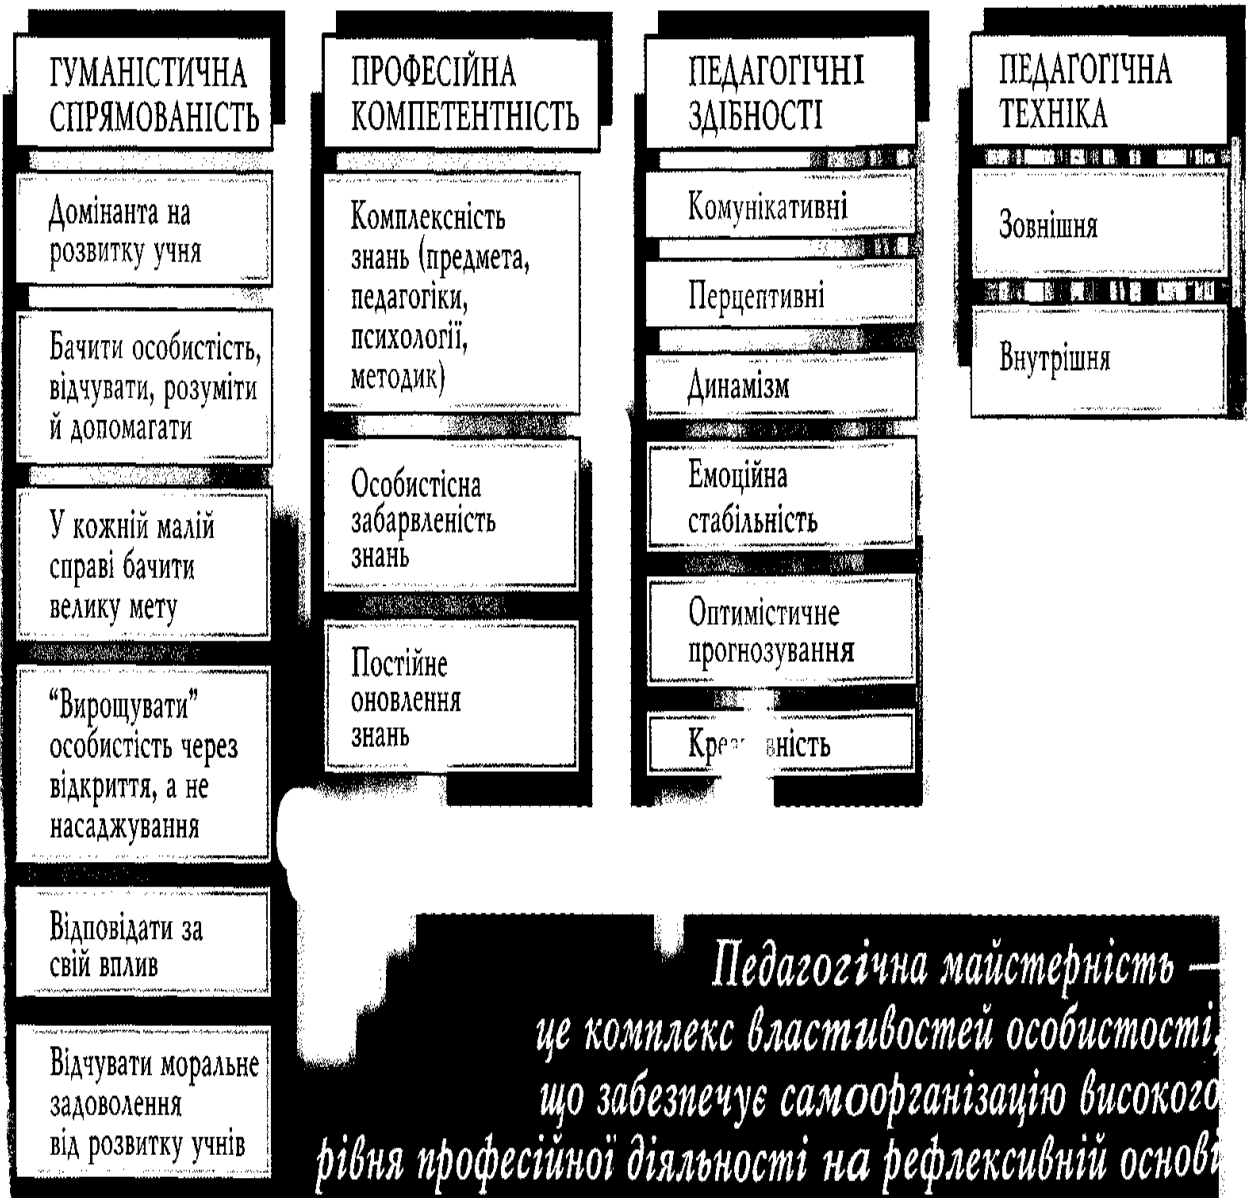 ГУМАНІСТИЧНА
СПРЯМОВАНІСТЬ
Домінанта на
розвитку учня
Бачити особистість,
відчувати, розуміти
й допомагати
У кожній малій
справі бачити
велику мету
“Вирощувати”
особистість через
відкриття, а не
насаджування
Відповідати за
свій вплив
Відчувати моральне
задоволення
від розвитку учнів
ПРОФЕСІЙНА
КОМПЕТЕНТНІСТЬ
Комплексність
знань (предмета,
педагогіки,
психології,
методик)
Особистісна
забарвленість
знань
Постійне
оновлення
знань
ПЕДАГОГІЧНІ
ЗДІБНОСТІ
Комунікативні
Перцептивні
Динамізм
Емоційна
стабільність
Оптимістичне
прогнозування
ПЕДАГОГІЧНА
ТЕХНІКА
Зовнішня
Внутрішня
Педагогічна майстерність —
це комплекс властивостей особистості,
що забезпечує самоорганізацію високого
рівня професійної діяльності на рефлексивній основі